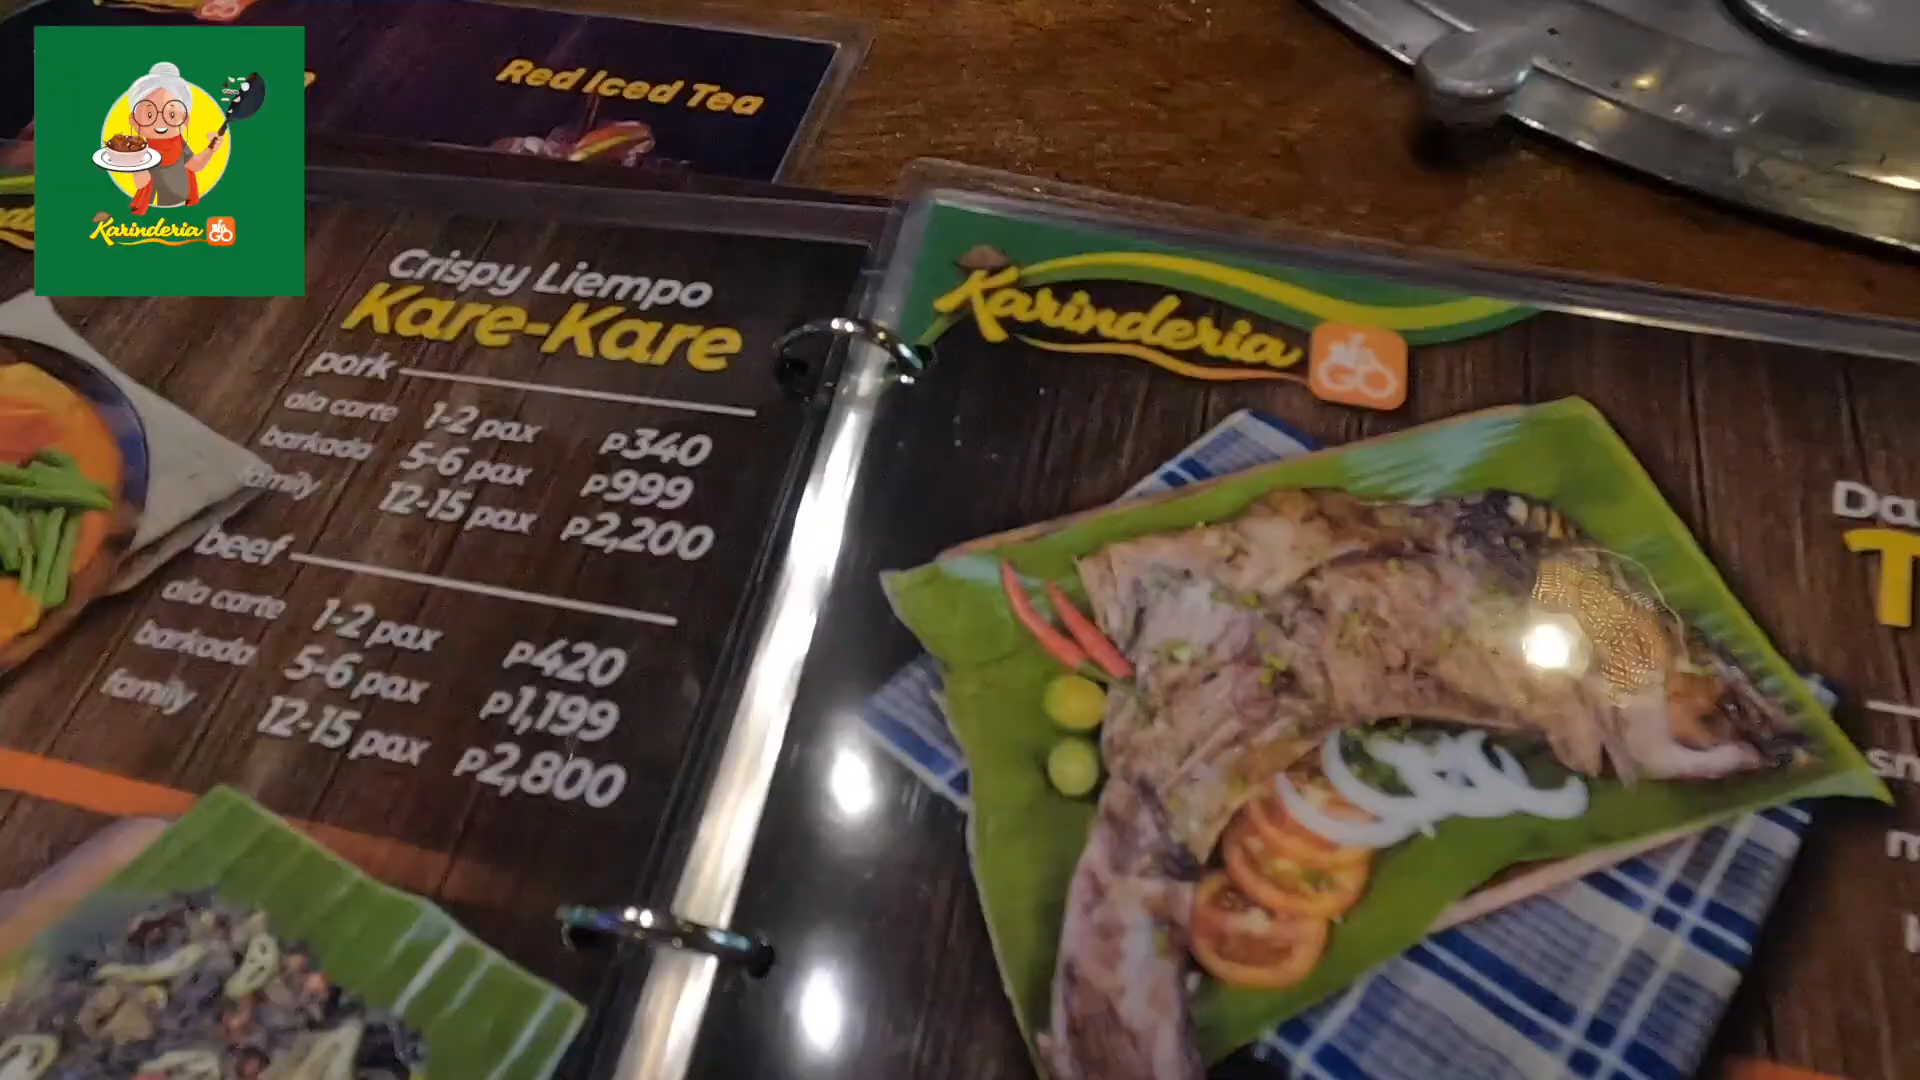 Karinderia
GO
Red Iced Tea
Crispy Liempo
Kare-Kare
pork
ala carte 1-2 pax P340
barkada 5-6 pax P999
family 12-15 pax P2,200
beef
ala carte 1-2 pax P420
barkada 5-6 pax P1,199
family 12-15 pax P2,800
Karinderia
GO